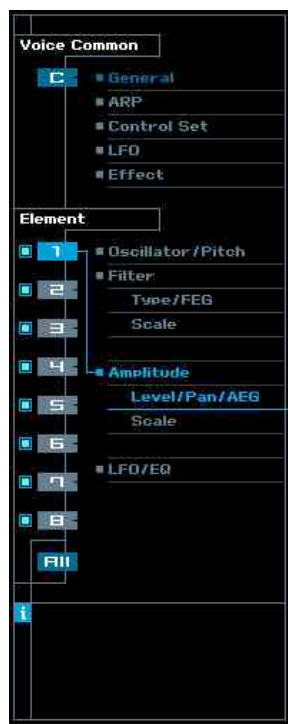 Voice Common
C General
ARP
Control Set
LFO
Effect
Element
1 Oscillator/Pitch
Filter
2 Type/FEG
3 Scale
4 Amplitude
5 Level/Pan/AEG
Scale
6
7 LFO/EQ
8
All
i